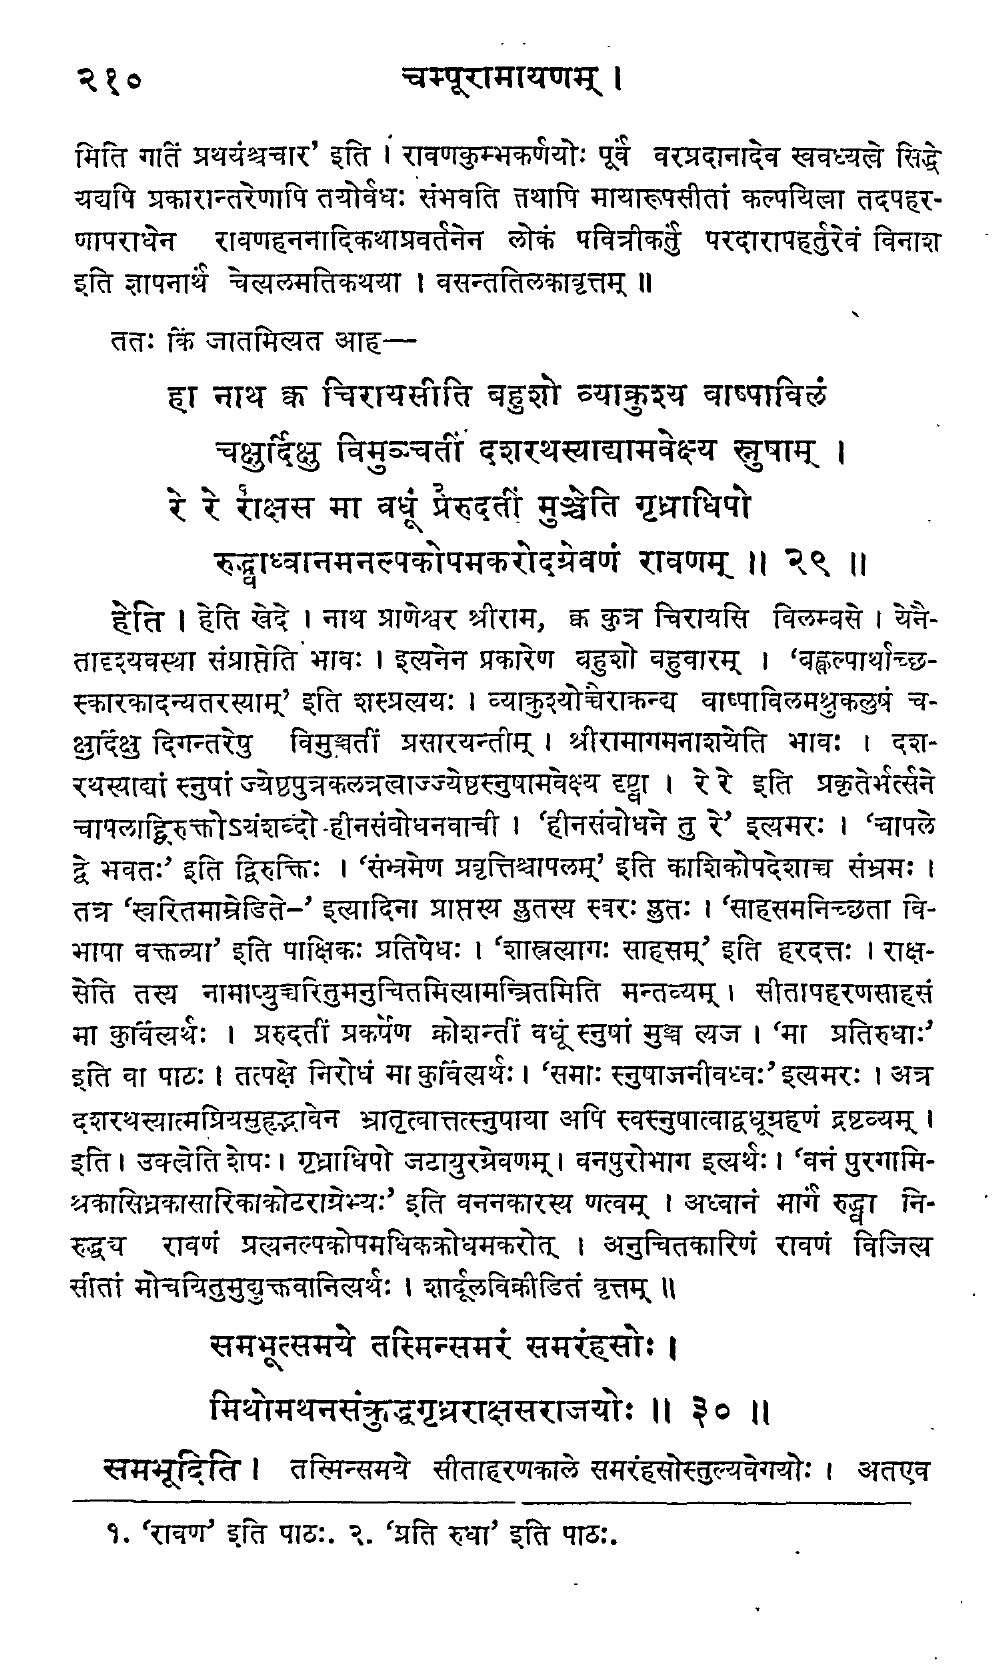 २१० चम्पूरामायणम् ।
मिति गातिं प्रथयंश्चचार’ इति । रावणकुम्भकर्णयोः पूर्वं वरप्रदानादेव स्ववध्यत्वे सिद्धे
यद्यपि प्रकारान्तरेणापि तयोर्वधः संभवति तथापि मायारूपसीतां कल्पयित्वा तदपहर-
णापराधेन रावणहननादिकथाप्रवर्तनेन लोकं पवित्रीकर्तुं परदारापहर्तुरेवं विनाश
इति ज्ञापनार्थं चेत्यलमतिकथया । वसन्ततिलकावृत्तम् ॥
ततः किं जातमित्यत आह—
हा नाथ क्व चिरायसीति बहुशो व्याक्रुश्य बाष्पाविलं
चक्षुर्दिक्षु विमुञ्चतीं दशरथस्याद्यामवेक्ष्य स्नुषाम् ।
रे रे राक्षस१ मा वधूं प्ररुदतीं२ मुञ्चेति गृध्राधिपो
रुद्ध्वाध्वानमनल्पकोपमकरोदग्रेवणं रावणम् ॥ २९ ॥
हेति । हेति खेदे । नाथ प्राणेश्वर श्रीराम, क्व कुत्र चिरायसि विलम्बसे । येनै-
तादृश्यवस्था संप्राप्तेति भावः । इत्यनेन प्रकारेण बहुशो बहुवारम् । ‘बह्वल्पार्थाच्छ-
स्कारकादन्यतरस्याम्’ इति शस्प्रत्ययः । व्याक्रुश्योच्चैराक्रन्द्य बाष्पाविलमश्रुकलुषं च-
क्षुर्दिक्षु दिगन्तरेषु विमुञ्चतीं प्रसारयन्तीम् । श्रीरामागमनाशयेति भावः । दश-
रथस्याद्यां स्नुषां ज्येष्ठपुत्रकलत्रत्वाज्ज्येष्ठस्नुषामवेक्ष्य दृष्ट्वा । रे रे इति प्रकृतेर्भर्त्सने
चापलाद्द्विरुक्तोऽयंशब्दो हीनसंबोधनवाची । ‘हीनसंबोधने तु रे’ इत्यमरः । ‘चापले
द्वे भवतः’ इति द्विरुक्तिः । ‘संभ्रमेण प्रवृत्तिश्चापलम्’ इति काशिकोपदेशाच्च संभ्रमः ।
तत्र ‘स्वरितमाम्रेडिते–’ इत्यादिना प्राप्तस्य प्लुतस्य स्वरः प्लुतः । ‘साहसमनिच्छता वि-
भाषा वक्तव्या’ इति पाक्षिकः प्रतिषेधः । ‘शास्त्रत्यागः साहसम्’ इति हरदत्तः । राक्ष-
सेति तस्य नामाप्युच्चरितुमनुचितमित्यामन्त्रितमिति मन्तव्यम् । सीतापहरणसाहसं
मा कुर्वित्यर्थः । प्ररुदतीं प्रकर्षेण क्रोशन्तीं वधूं स्नुषां मुञ्च त्यज । ‘मा प्रतिरुधाः’
इति वा पाठः । तत्पक्षे निरोधं मा कुर्वित्यर्थः । ‘समाः स्नुषाजनीवध्वः’ इत्यमरः । अत्र
दशरथस्यात्मप्रियसुहृद्भावेन भ्रातृत्वात्तत्स्नुषाया अपि स्वस्नुषात्वाद्वधूग्रहणं द्रष्टव्यम् ।
इति । उक्त्वेति शेषः । गृध्राधिपो जटायुरग्रेवणम् । वनपुरोभाग इत्यर्थः । ‘वनं पुरगामि-
श्रकासिध्रकासारिकाकोटराग्रेभ्यः’ इति वननकारस्य णत्वम् । अध्वानं मार्गं रुद्ध्वा नि-
रुद्ध्य रावणं प्रत्यनल्पकोपमधिकक्रोधमकरोत् । अनुचितकारिणं रावणं विजित्य
सीतां मोचयितुमुद्युक्तवानित्यर्थः । शार्दूलविक्रीडितं वृत्तम् ॥
समभूत्समये तस्मिन्समरं समरंहसोः ।
मिथोमथनसंक्रुद्धगृध्रराक्षसराजयोः ॥ ३० ॥
समभूदिति । तस्मिन्समये सीताहरणकाले समरंहसोस्तुल्यवेगयोः । अतएव
१. ‘रावण’ इति पाठः. २. ‘प्रति रुधा’ इति पाठः.